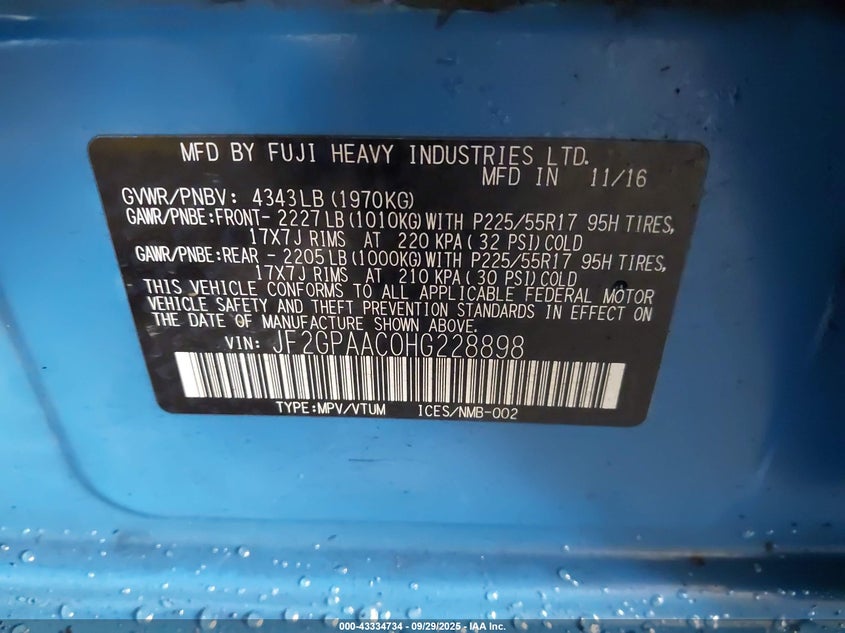 MFD BY FUJI HEAVY INDUSTRIES LTD.
MFD IN 11/16
GVWR/PNBV: 4343LB (1970KG)
GAWR/PNBE:FRONT- 2227LB (1010KG) WITH P225/55R17 95H TIRES,
17X7J RIMS AT 220 KPA (32 PSI) COLD
GAWR/PNBE:REAR - 2205LB (1000KG) WITH P225/55R17 95H TIRES,
17X7J RIMS AT 210 KPA (30 PSI) COLD
THIS VEHICLE CONFORMS TO ALL APPLICABLE FEDERAL MOTOR
VEHICLE SAFETY AND THEFT PREVENTION STANDARDS IN EFFECT ON
THE DATE OF MANUFACTURE SHOWN ABOVE.
VIN: JF2GPAAC0HG228898
TYPE:MPV/VTUM ICES/NMB-002
000-43334734 - 09/29/2025 - IAA Inc.